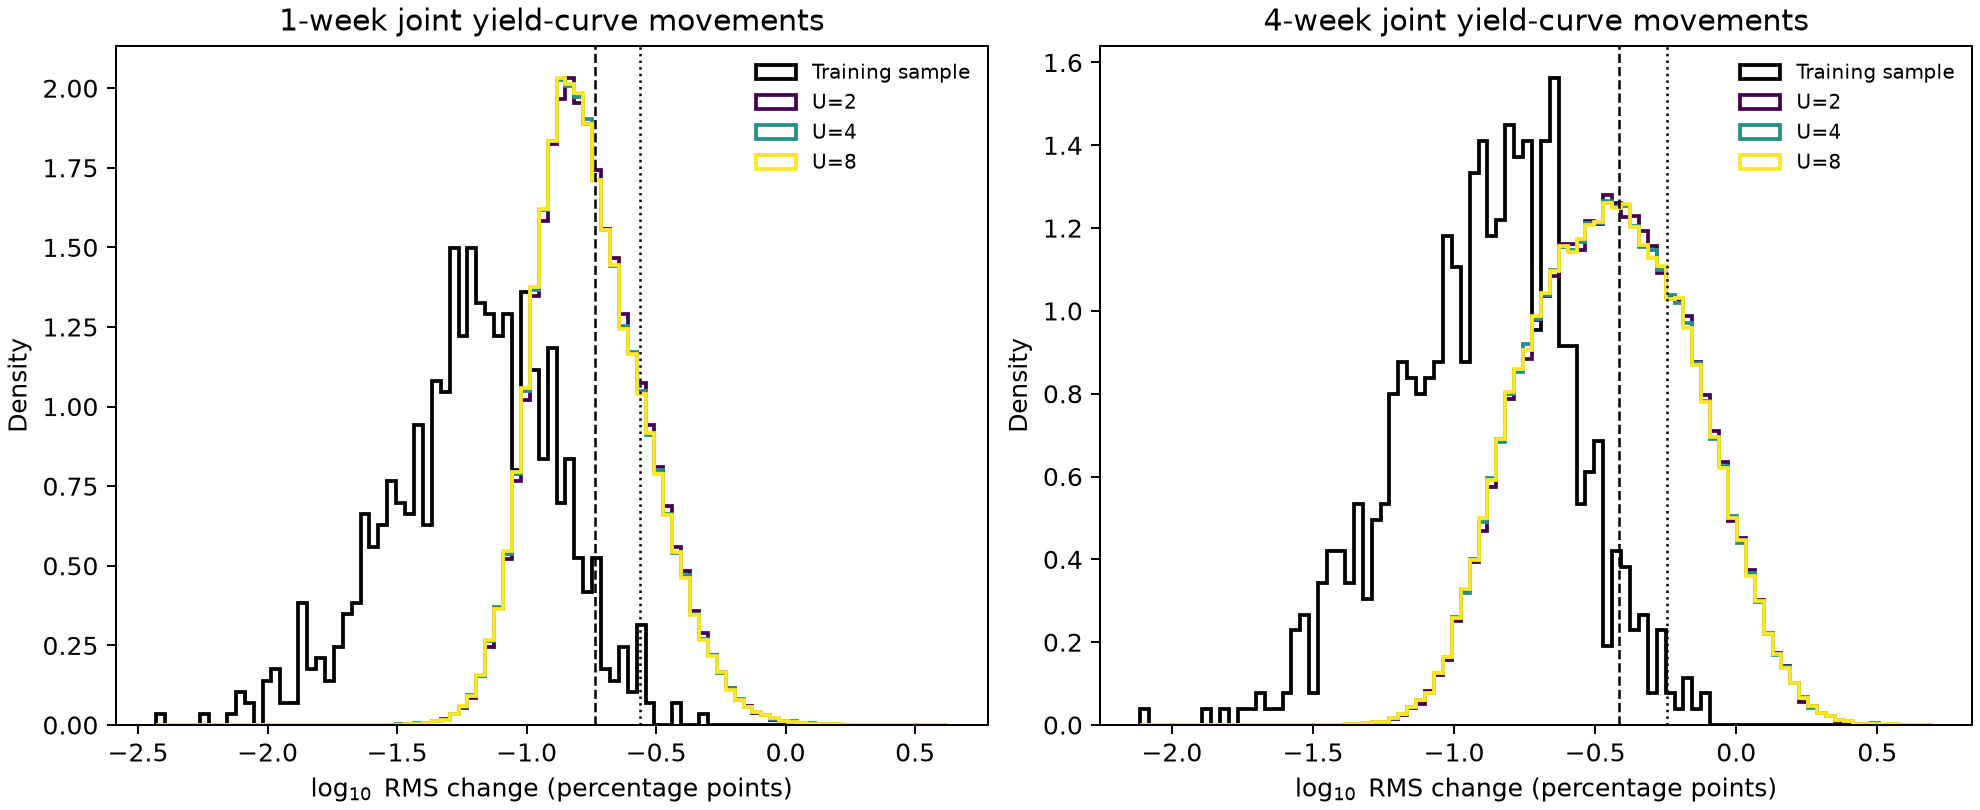 1-week joint yield-curve movements
Density
2.00
1.75
1.50
1.25
1.00
0.75
0.50
0.25
0.00
Training sample
U=2
U=4
U=8
−2.5 −2.0 −1.5 −1.0 −0.5 0.0 0.5
log₁₀ RMS change (percentage points)
4-week joint yield-curve movements
Density
1.6
1.4
1.2
1.0
0.8
0.6
0.4
0.2
0.0
Training sample
U=2
U=4
U=8
−2.0 −1.5 −1.0 −0.5 0.0 0.5
log₁₀ RMS change (percentage points)